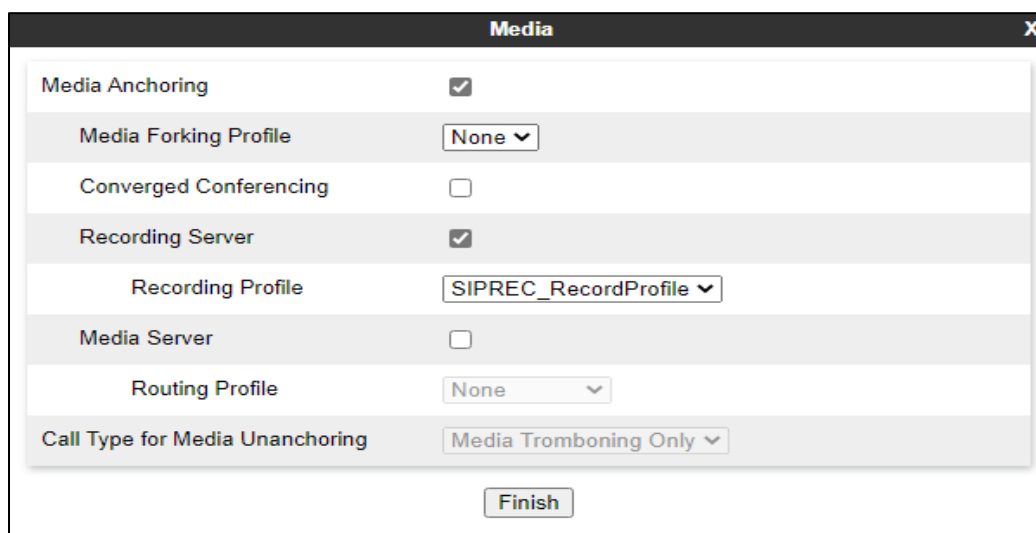 Media X
Media Anchoring
Media Forking Profile None
Converged Conferencing
Recording Server
Recording Profile SIPREC_RecordProfile
Media Server
Routing Profile None
Call Type for Media Unanchoring Media Tromboning Only
Finish